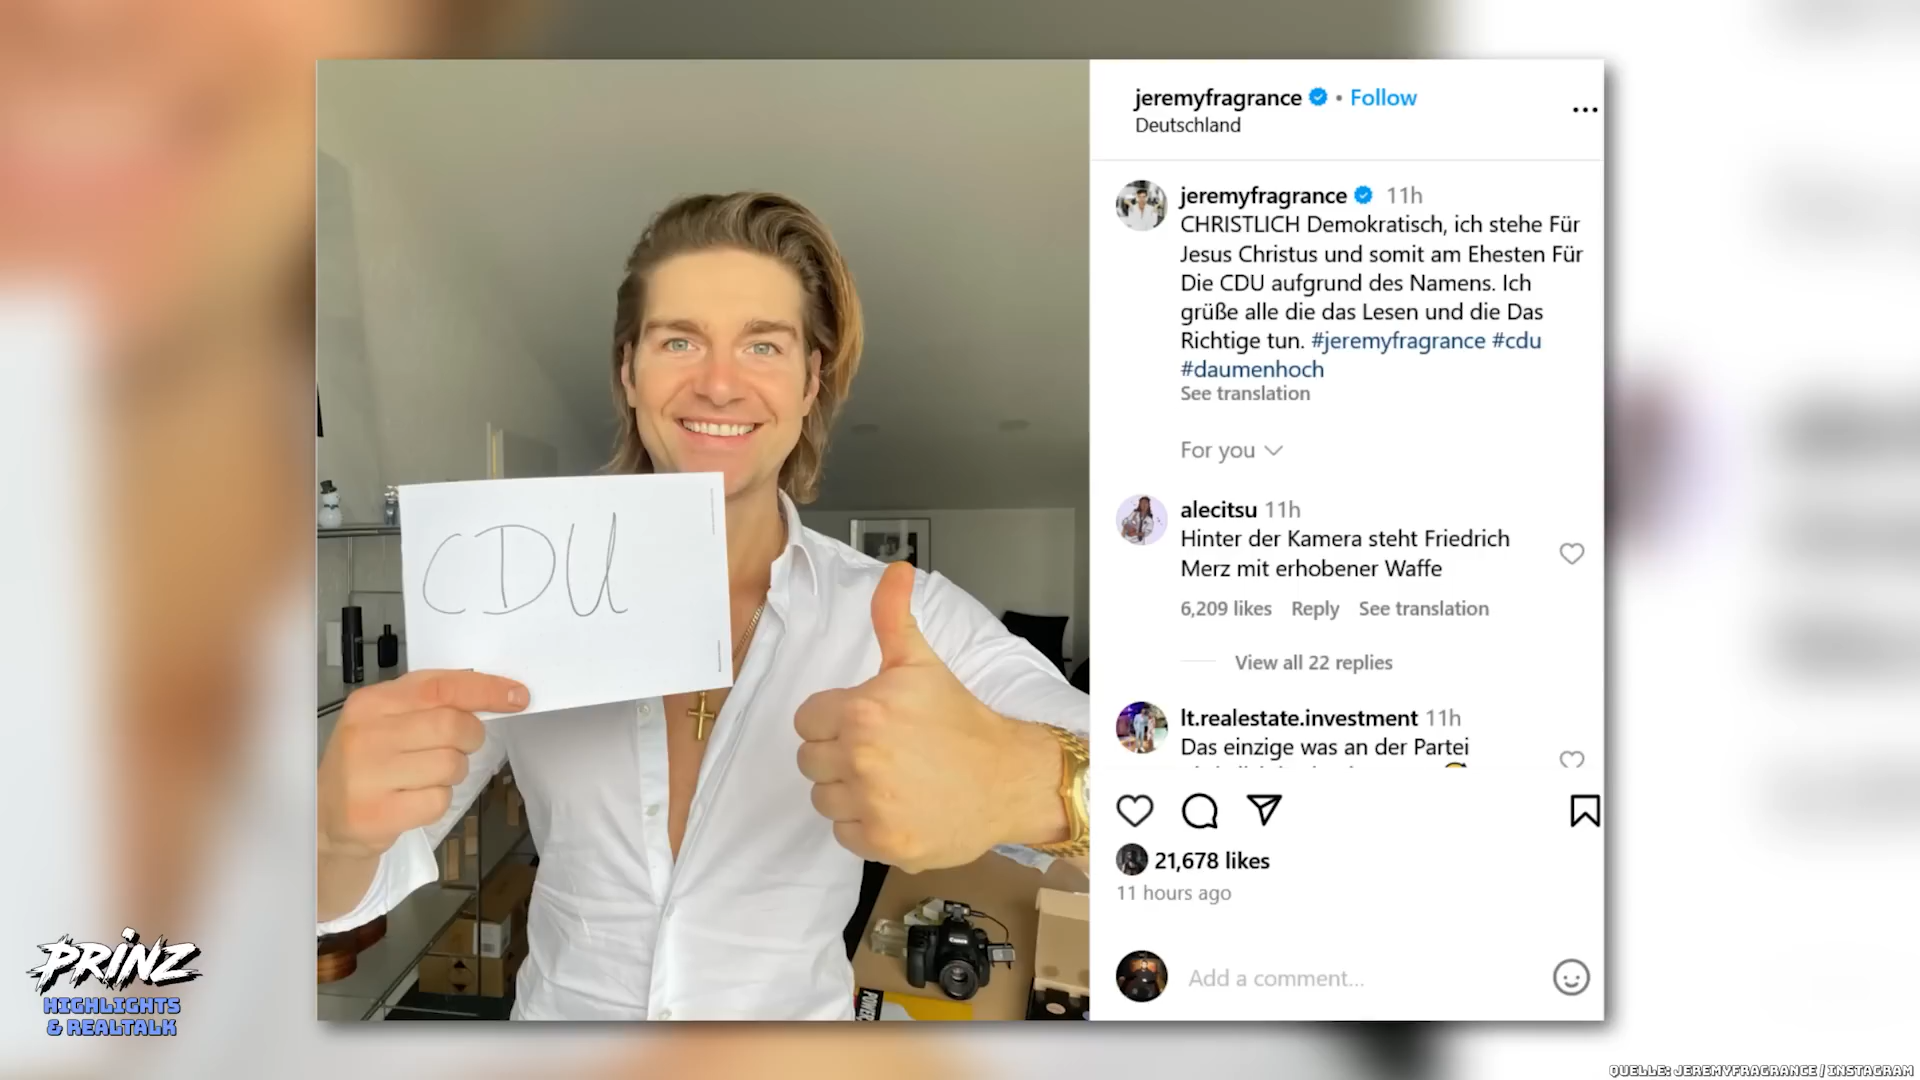 CDU
jeremyfragrance • Follow
Deutschland
jeremyfragrance 11h
CHRISTLICH Demokratisch, ich stehe Für
Jesus Christus und somit am Ehesten Für
Die CDU aufgrund des Namens. Ich
grüße alle die das Lesen und die Das
Richtige tun. #jeremyfragrance #cdu
#daumenhoch
See translation
For you
alecitsu 11h
Hinter der Kamera steht Friedrich
Merz mit erhobener Waffe
6,209 likes Reply See translation
View all 22 replies
lt.realestate.investment 11h
Das einzige was an der Partei
21,678 likes
11 hours ago
Add a comment...
Canon
PRINZ
HIGHLIGHTS
& REALTALK
QUELLE: JEREMYFRAGRANCE / INSTAGRAM